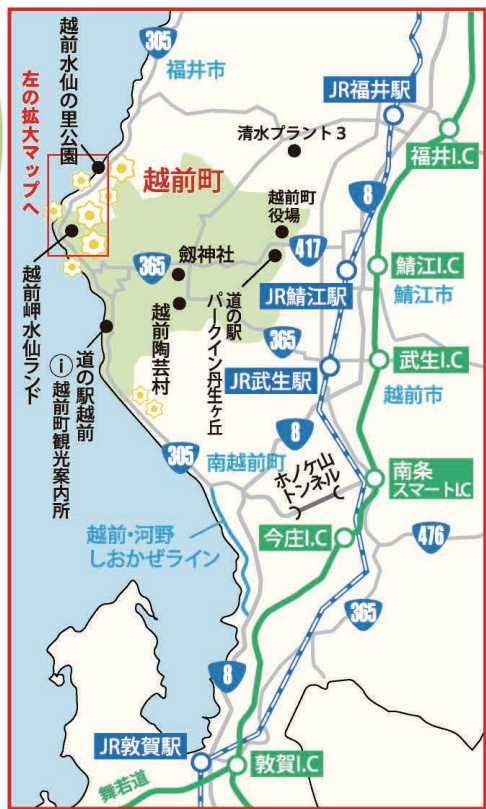 305
福井市
越前水仙の里公園
左の拡大マップへ
JR福井駅
清水プラント3
8
福井I.C
越前町
越前町
役場
劔神社
417
365
鯖江I.C
JR鯖江駅
鯖江市
越前岬水仙ランド
道の駅越前
i 越前町観光案内所
越前陶芸村
道の駅
パークイン丹生ヶ丘
365
武生I.C
JR武生駅
越前市
8
305
南越前町
ホノケ山
トンネル
南条
スマートI.C
越前・河野
しおかぜライン
今庄I.C
476
365
8
JR敦賀駅
敦賀I.C
舞若道